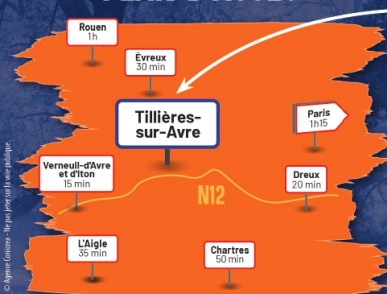 Rouen
1h
Évreux
30 min
Tillières-
sur-Avre
Paris
1h15
Verneuil-d'Avre
et d'Iton
15 min
N12
Dreux
20 min
L'Aigle
35 min
Chartres
50 min
© Agence Conixea - Ne pas jeter sur la voie publique.